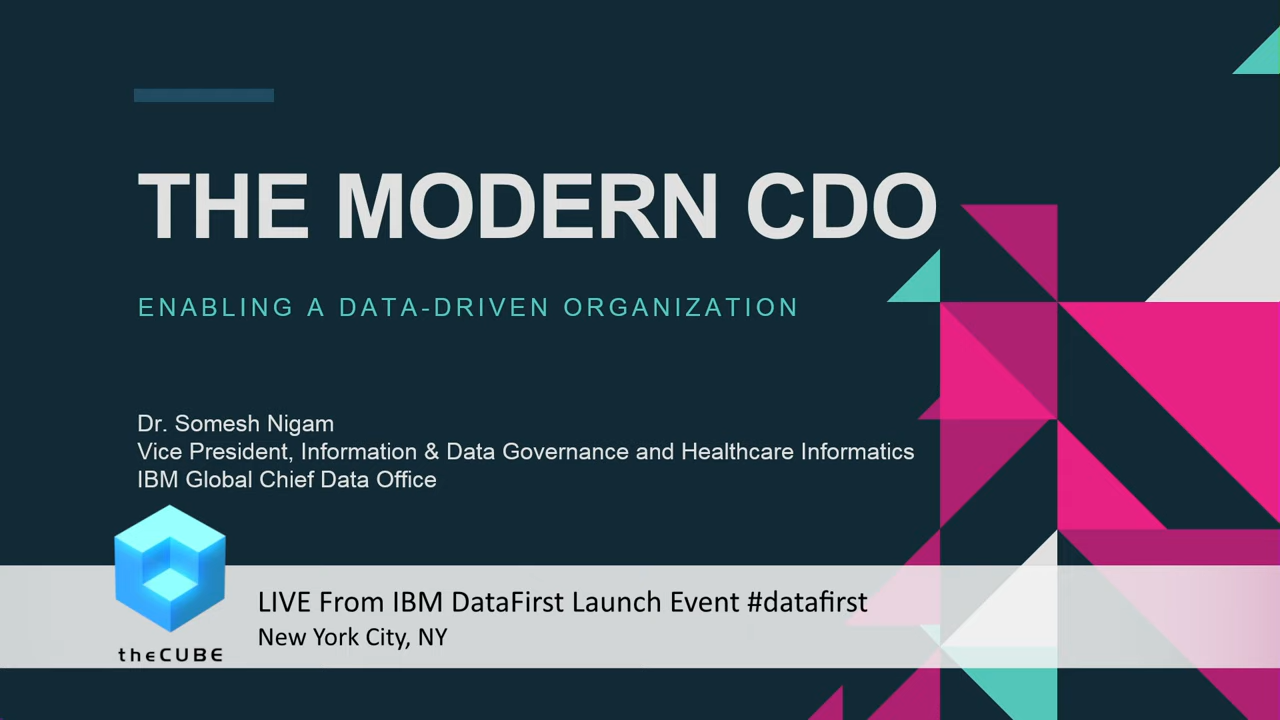 THE MODERN CDO
ENABLING A DATA-DRIVEN ORGANIZATION
Dr. Somesh Nigam
Vice President, Information & Data Governance and Healthcare Informatics
IBM Global Chief Data Office
LIVE From IBM DataFirst Launch Event #datafirst
New York City, NY
theCUBE